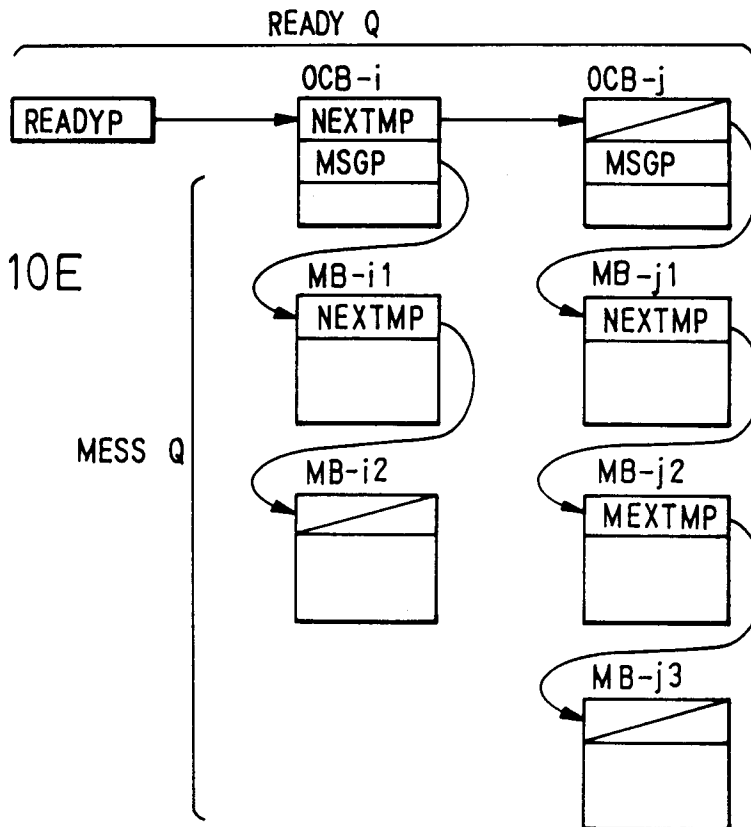 READY Q
OCB-i
OCB-j
READYP
NEXTMP
MSGP
MSGP
10E
MB-i1
MB-j1
NEXTMP
NEXTMP
MESS Q
MB-i2
MB-j2
MEXTMP
MB-j3